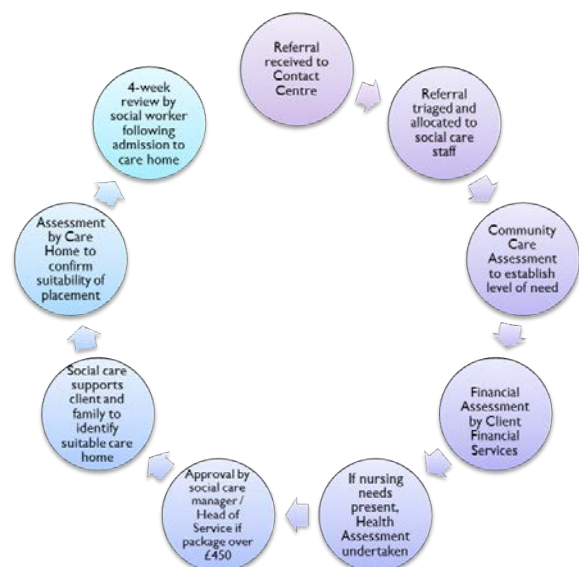 Referral
received to
Contact
Centre
Referral
triaged and
allocated to
social care
staff
Community
Care
Assessment
to establish
level of need
Financial
Assessment
by Client
Financial
Services
If nursing
needs
present,
Health
Assessment
undertaken
Approval by
social care
manager /
Head of
Service if
package over
£450
Social care
supports
client and
family to
identify
suitable care
home
Assessment
by Care
Home to
confirm
suitability of
placement
4-week
review by
social worker
following
admission to
care home